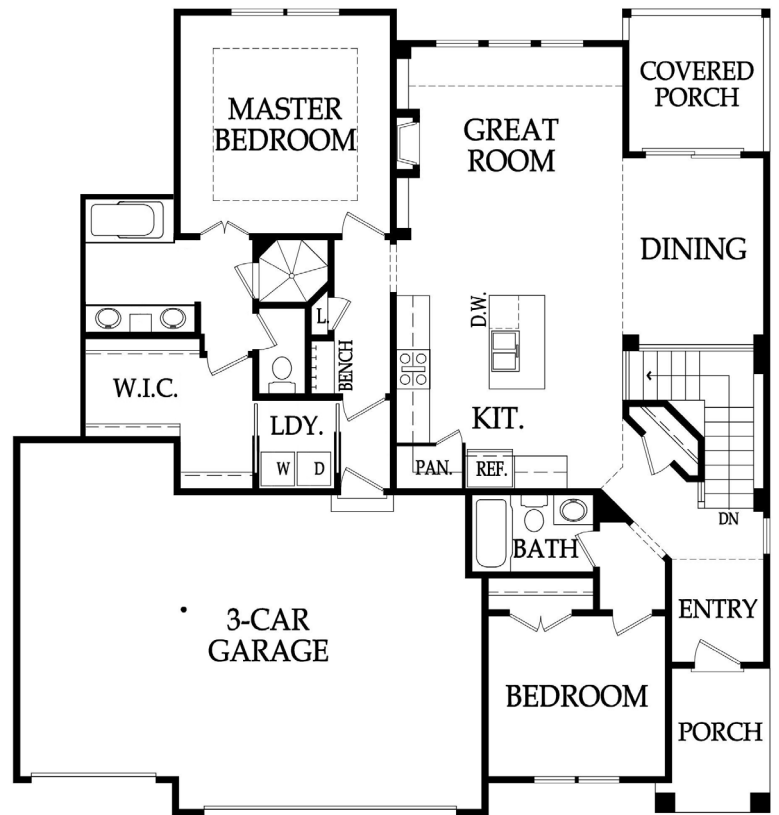 COVERED
PORCH
MASTER
BEDROOM
GREAT
ROOM
DINING
D.W.
L.
BENCH
W.I.C.
KIT.
LDY.
W
D
PAN.
REF.
DN
BATH
ENTRY
3-CAR
GARAGE
BEDROOM
PORCH